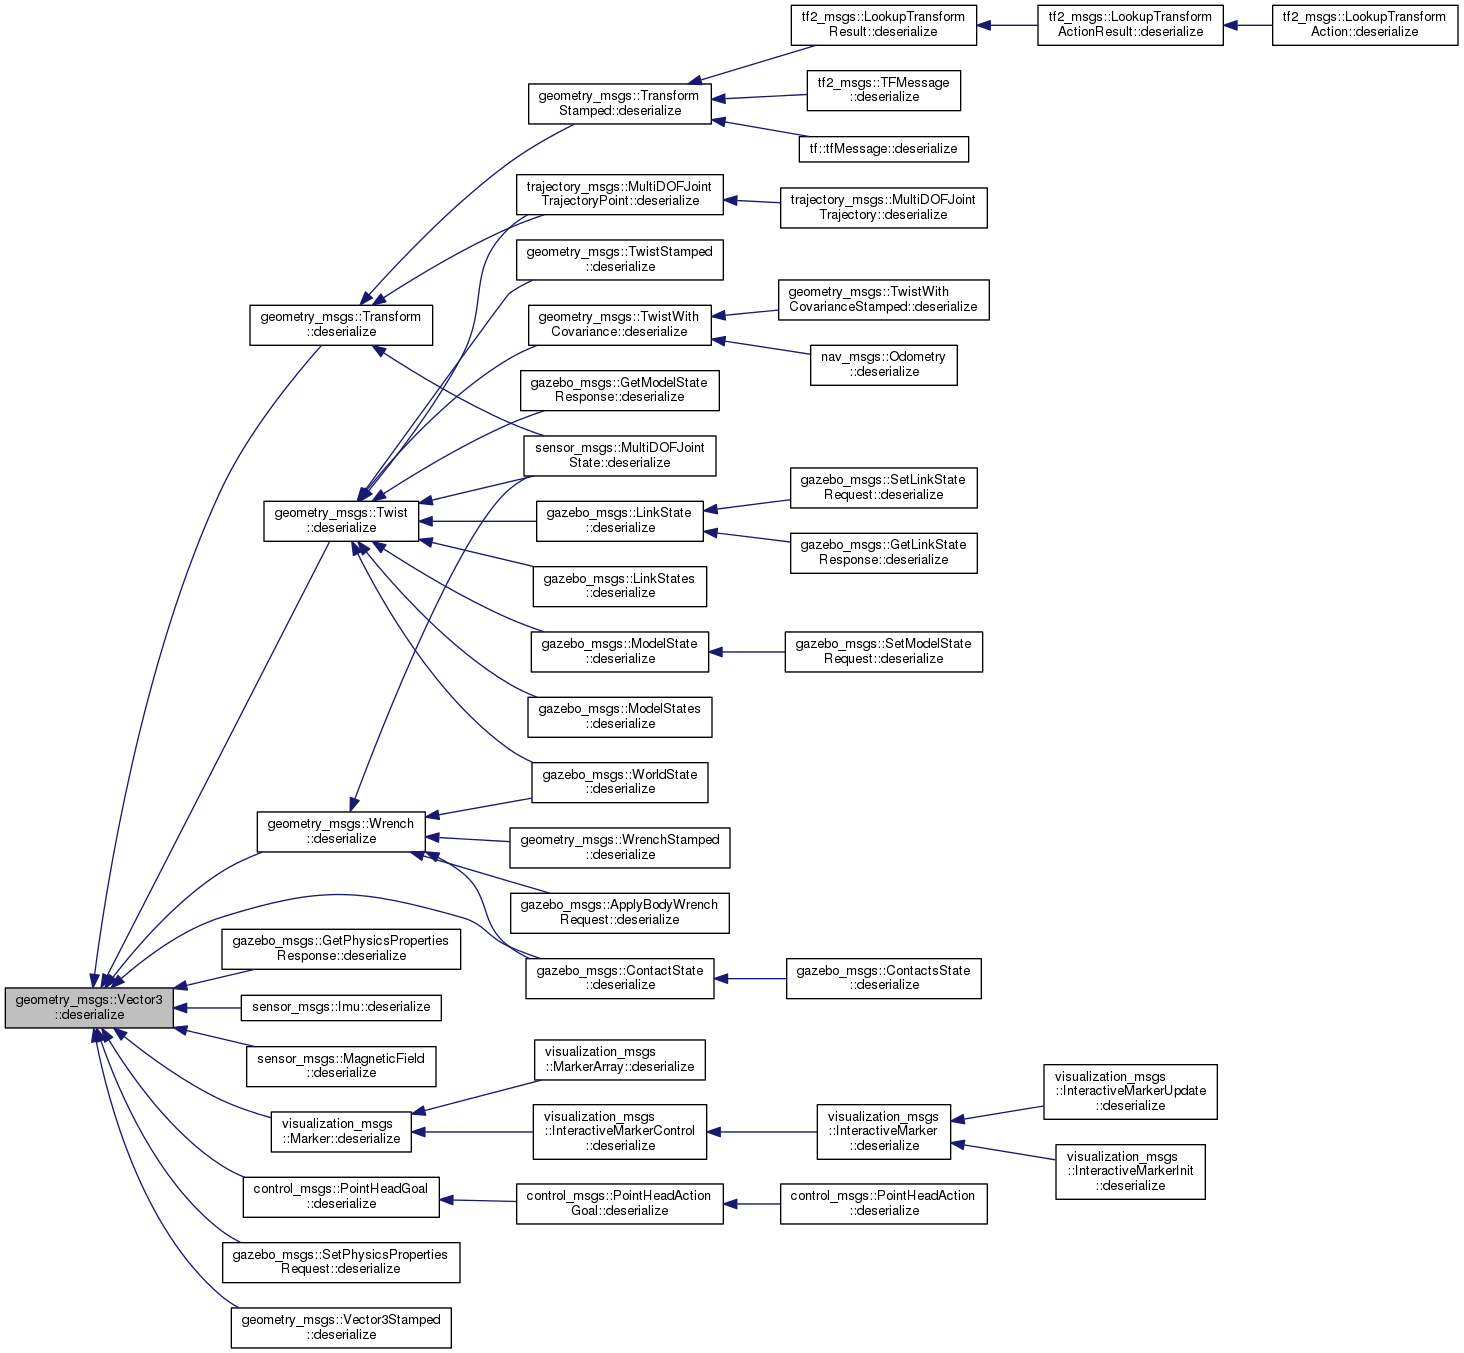 tf2_msgs::LookupTransform
Result::deserialize
tf2_msgs::LookupTransform
ActionResult::deserialize
tf2_msgs::LookupTransform
Action::deserialize
tf2_msgs::TFMessage
::deserialize
geometry_msgs::Transform
Stamped::deserialize
tf::tfMessage::deserialize
trajectory_msgs::MultiDOFJoint
TrajectoryPoint::deserialize
trajectory_msgs::MultiDOFJoint
Trajectory::deserialize
geometry_msgs::TwistStamped
::deserialize
geometry_msgs::TwistWith
CovarianceStamped::deserialize
geometry_msgs::Transform
::deserialize
geometry_msgs::TwistWith
Covariance::deserialize
nav_msgs::Odometry
::deserialize
gazebo_msgs::GetModelState
Response::deserialize
sensor_msgs::MultiDOFJoint
State::deserialize
gazebo_msgs::SetLinkState
Request::deserialize
geometry_msgs::Twist
::deserialize
gazebo_msgs::LinkState
::deserialize
gazebo_msgs::GetLinkState
Response::deserialize
gazebo_msgs::LinkStates
::deserialize
gazebo_msgs::ModelState
::deserialize
gazebo_msgs::SetModelState
Request::deserialize
gazebo_msgs::ModelStates
::deserialize
gazebo_msgs::WorldState
::deserialize
geometry_msgs::Wrench
::deserialize
geometry_msgs::WrenchStamped
::deserialize
gazebo_msgs::ApplyBodyWrench
Request::deserialize
gazebo_msgs::GetPhysicsProperties
Response::deserialize
gazebo_msgs::ContactState
::deserialize
gazebo_msgs::ContactsState
::deserialize
geometry_msgs::Vector3
::deserialize
sensor_msgs::Imu::deserialize
sensor_msgs::MagneticField
::deserialize
visualization_msgs
::MarkerArray::deserialize
visualization_msgs
::InteractiveMarkerUpdate
::deserialize
visualization_msgs
::Marker::deserialize
visualization_msgs
::InteractiveMarkerControl
::deserialize
visualization_msgs
::InteractiveMarker
::deserialize
visualization_msgs
::InteractiveMarkerInit
::deserialize
control_msgs::PointHeadGoal
::deserialize
control_msgs::PointHeadAction
Goal::deserialize
control_msgs::PointHeadAction
::deserialize
gazebo_msgs::SetPhysicsProperties
Request::deserialize
geometry_msgs::Vector3Stamped
::deserialize